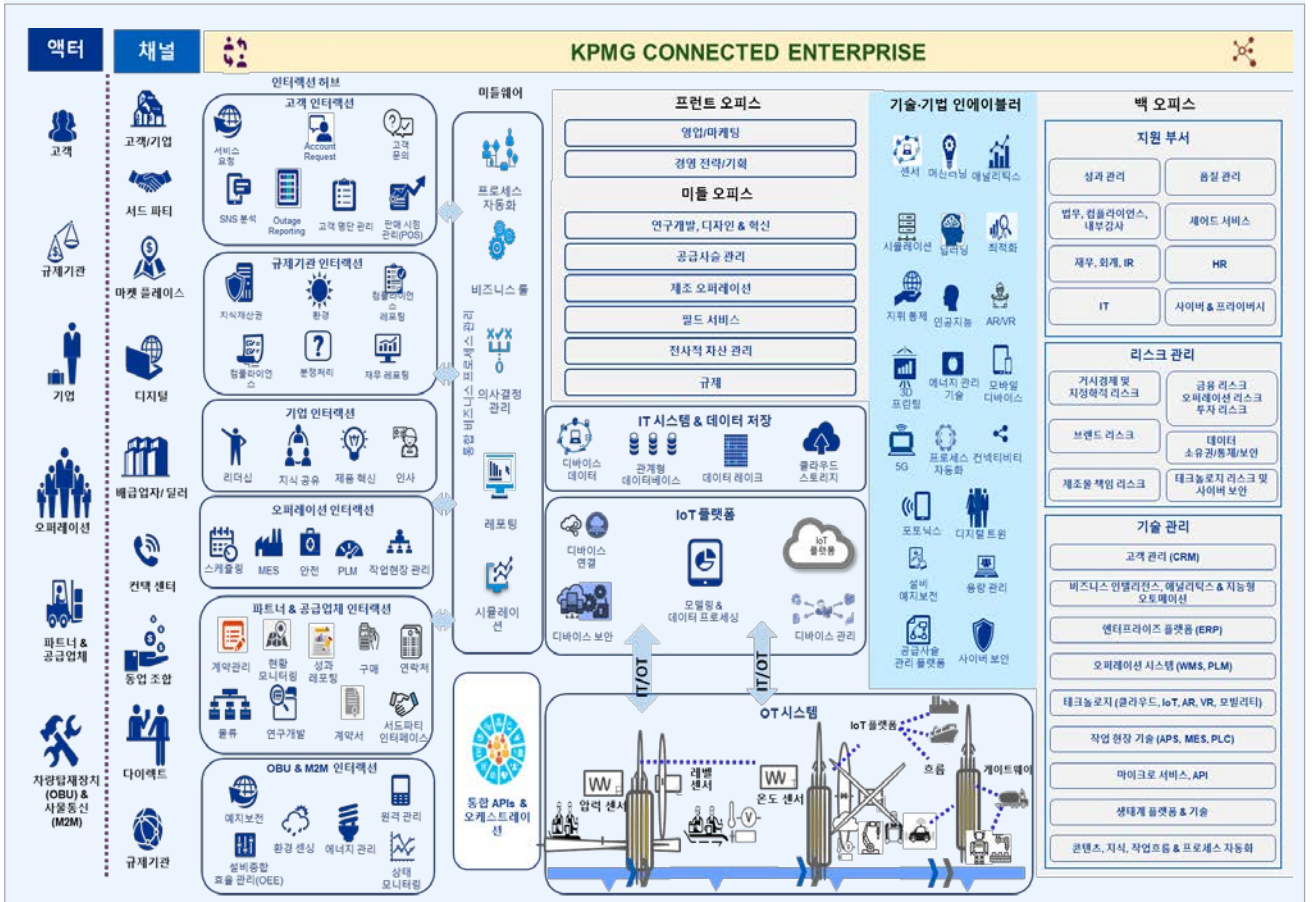 액터
채널
KPMG CONNECTED ENTERPRISE
고객
규제기관
기업
오퍼레이션
파트너 &
공급업체
차량탑재장치
(OBU) &
사물통신
(M2M)
고객/기업
서드 파티
마켓 플레이스
디지털
배급업자/딜러
컨택 센터
동업 조합
다이렉트
규제기관
인터랙션 허브
고객 인터랙션
서비스
요청
Account
Request
고객
문의
SNS 분석
Outage
Reporting
고객 명단 관리
판매 시점
관리(POS)
규제기관 인터랙션
지식재산권
환경
컴플라이언
스
레포팅
컴플라이언
스
분쟁처리
재무 레포팅
기업 인터랙션
리더십
지식 공유
제품 혁신
인사
오퍼레이션 인터랙션
스케줄링
MES
안전
PLM
작업현장 관리
파트너 & 공급업체 인터랙션
계약관리
현황
모니터링
성과
레포팅
구매
연락처
물류
연구개발
계약서
서드파티
인터페이스
OBU & M2M 인터랙션
예지보전
환경 센싱
에너지 관리
원격 관리
설비종합
효율 관리(OEE)
상태
모니터링
미들웨어
통합 비즈니스 프로세스 관리
프로세스
자동화
비즈니스 룰
의사결정
관리
레포팅
시뮬레이
션
통합 APIs &
오케스트레이
션
프런트 오피스
영업/마케팅
경영 전략/기획
미들 오피스
연구개발, 디자인 & 혁신
공급사슬 관리
제조 오퍼레이션
필드 서비스
전사적 자산 관리
규제
IT 시스템 & 데이터 저장
디바이스
데이터
관계형
데이터베이스
데이터 레이크
클라우드
스토리지
IoT 플랫폼
디바이스
연결
모델링 &
데이터 프로세싱
IoT
플랫폼
디바이스 보안
디바이스 관리
IT/OT
IT/OT
OT 시스템
압력 센서
레벨
센서
온도 센서
IoT 플랫폼
흐름
게이트웨이
V
기술·기법 인에이블러
센서
머신러닝
애널리틱스
시뮬레이션
딥러닝
최적화
지휘 통제
인공지능
AR/VR
3D
프린팅
에너지 관리
기술
모바일
디바이스
5G
프로세스
자동화
컨넥티비티
포토닉스
디지털 트윈
설비
예지보전
용량 관리
공급사슬
관리 플랫폼
사이버 보안
백 오피스
지원 부서
성과 관리
품질 관리
법무, 컴플라이언스,
내부감사
셰어드 서비스
재무, 회계, IR
HR
IT
사이버 & 프라이버시
리스크 관리
거시경제 및
지정학적 리스크
금융 리스크
오퍼레이션 리스크
투자 리스크
브랜드 리스크
데이터
소유권/통제/보안
제조물 책임 리스크
테크놀로지 리스크 및
사이버 보안
기술 관리
고객 관리 (CRM)
비즈니스 인텔리전스, 애널리틱스 & 지능형
오토메이션
엔터프라이즈 플랫폼 (ERP)
오퍼레이션 시스템 (WMS, PLM)
테크놀로지 (클라우드, IoT, AR, VR, 모빌리티)
작업 현장 기술 (APS, MES, PLC)
마이크로 서비스, API
생태계 플랫폼 & 기술
콘텐츠, 지식, 작업흐름 & 프로세스 자동화